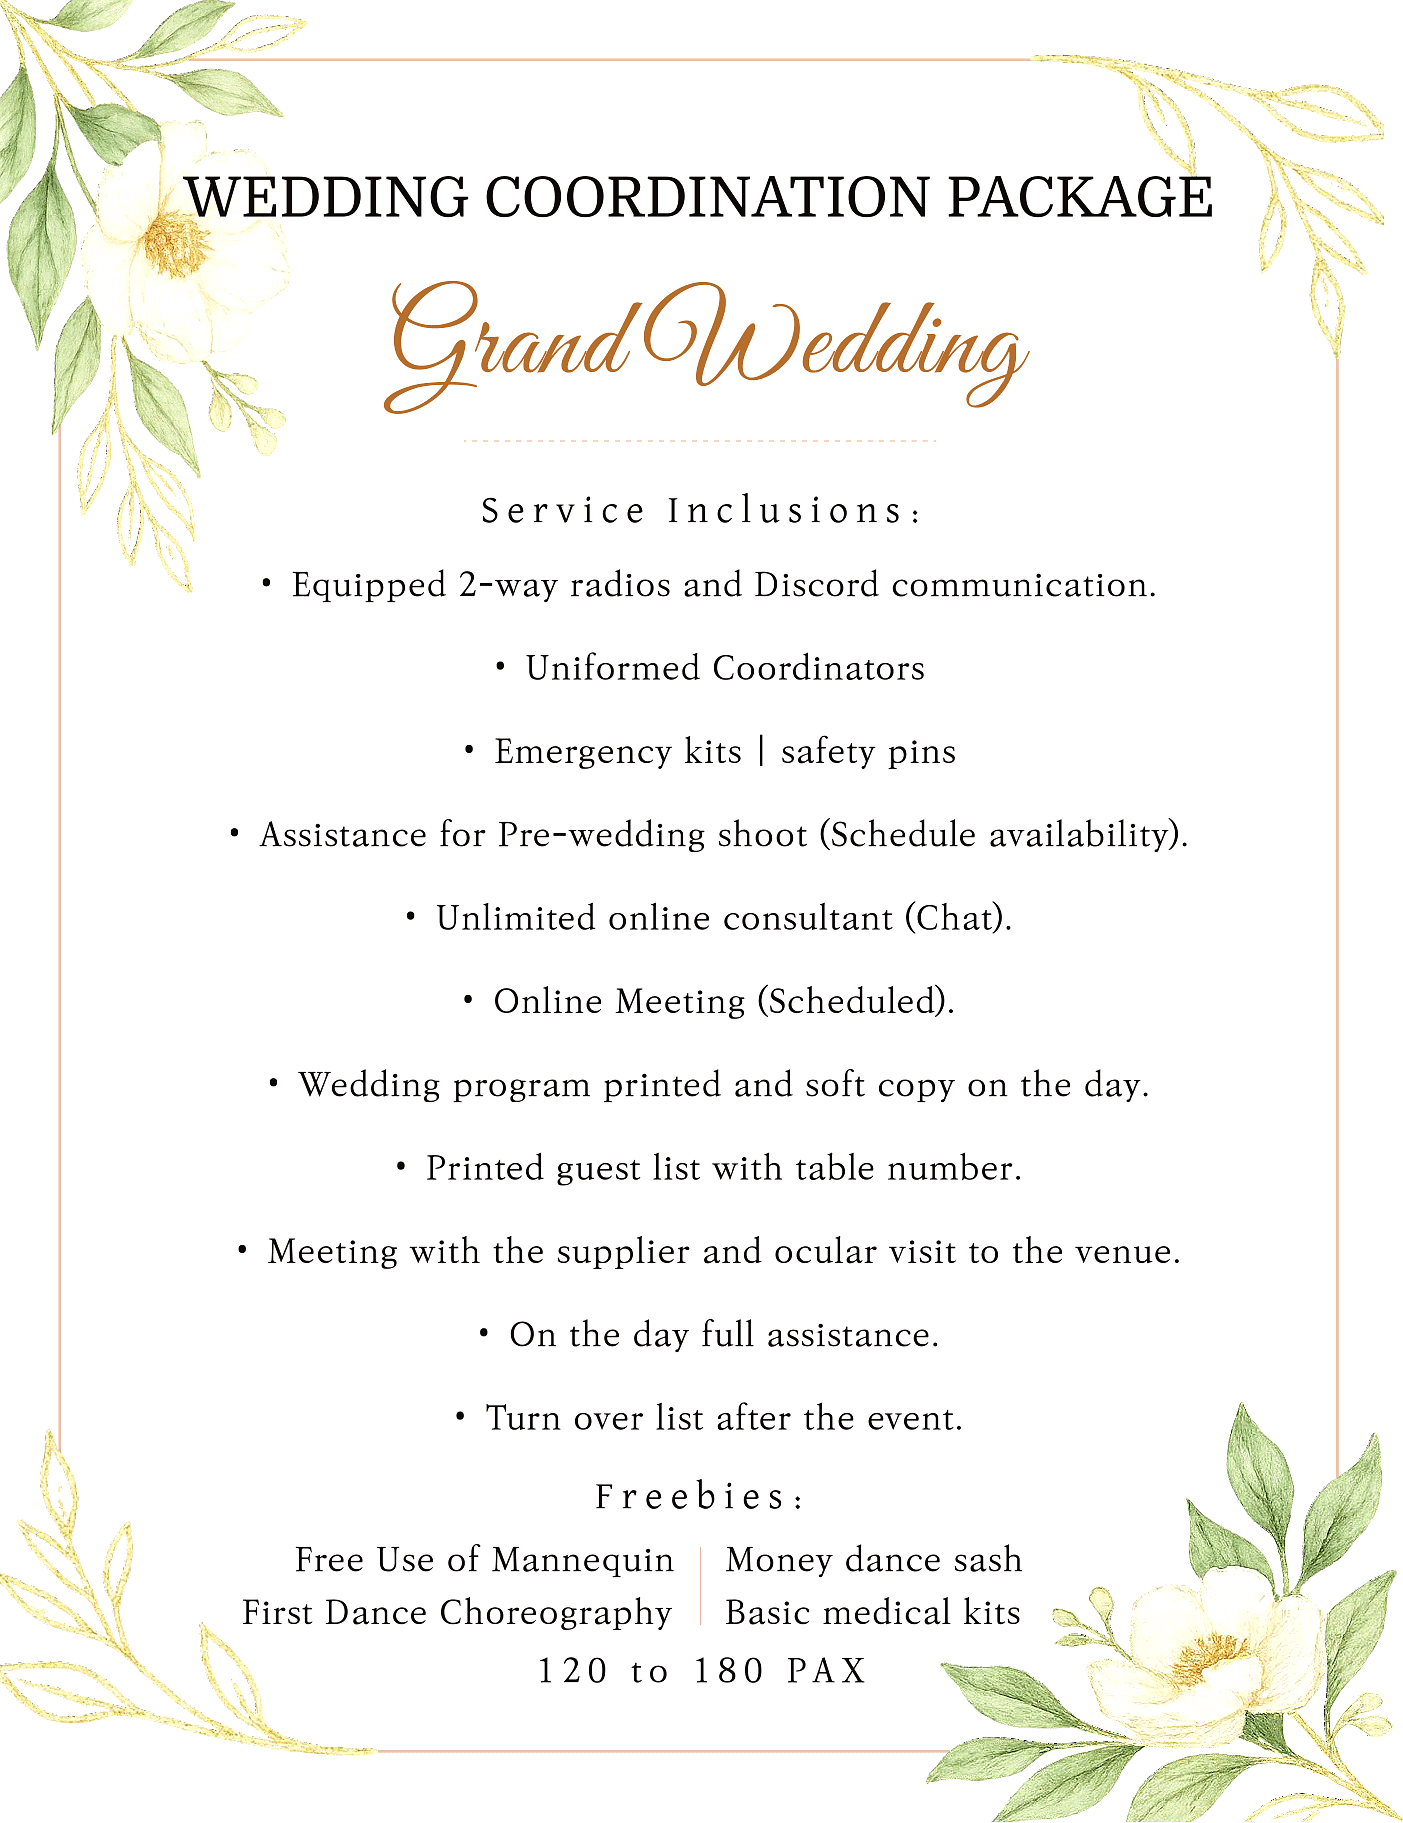 WEDDING COORDINATION PACKAGE
Grand Wedding
Service Inclusions:
• Equipped 2-way radios and Discord communication.
• Uniformed Coordinators
• Emergency kits | safety pins
• Assistance for Pre-wedding shoot (Schedule availability).
• Unlimited online consultant (Chat).
• Online Meeting (Scheduled).
• Wedding program printed and soft copy on the day.
• Printed guest list with table number.
• Meeting with the supplier and ocular visit to the venue.
• On the day full assistance.
• Turn over list after the event.
Freebies:
Free Use of Mannequin
First Dance Choreography
Money dance sash
Basic medical kits
120 to 180 PAX